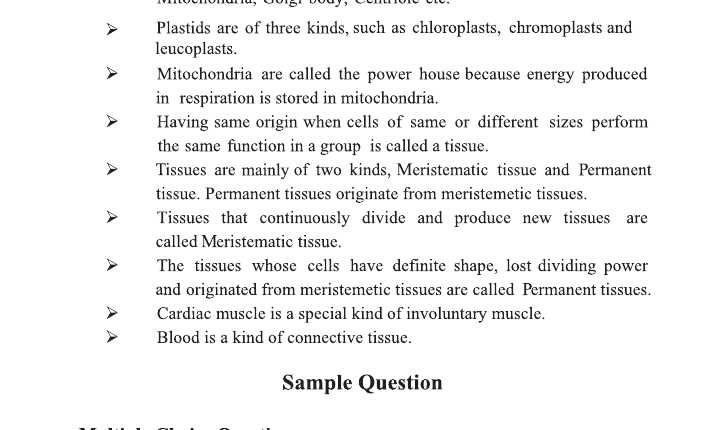 Mitochondria, Golgi body, Centriole etc.
➢ Plastids are of three kinds, such as chloroplasts, chromoplasts and
leucoplasts.
➢ Mitochondria are called the power house because energy produced
in respiration is stored in mitochondria.
➢ Having same origin when cells of same or different sizes perform
the same function in a group is called a tissue.
➢ Tissues are mainly of two kinds, Meristematic tissue and Permanent
tissue. Permanent tissues originate from meristemetic tissues.
➢ Tissues that continuously divide and produce new tissues are
called Meristematic tissue.
➢ The tissues whose cells have definite shape, lost dividing power
and originated from meristemetic tissues are called Permanent tissues.
➢ Cardiac muscle is a special kind of involuntary muscle.
➢ Blood is a kind of connective tissue.
Sample Question